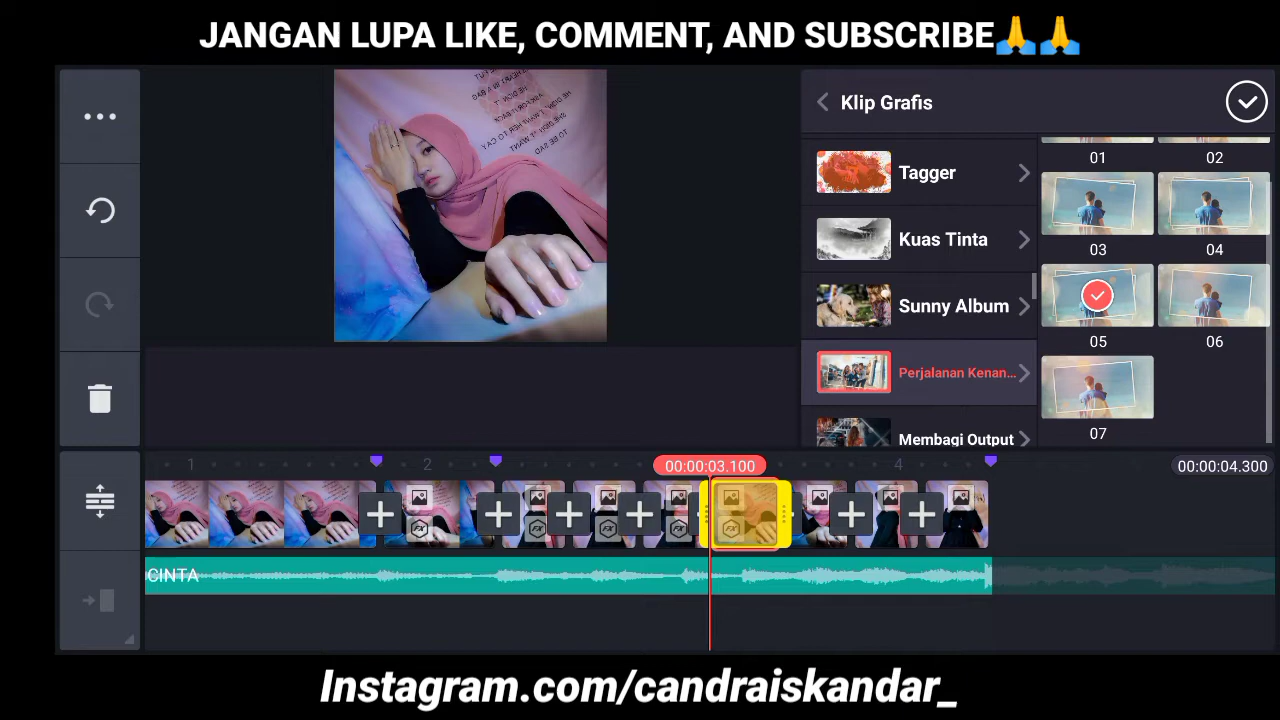 JANGAN LUPA LIKE, COMMENT, AND SUBSCRIBE🙏🙏
Klip Grafis
Tagger
Kuas Tinta
Sunny Album
Perjalanan Kenan...
Membagi Output
01
02
03
04
05
06
07
1
2
00:00:03.100
4
00:00:04.300
CINTA
Instagram.com/candraiskandar_